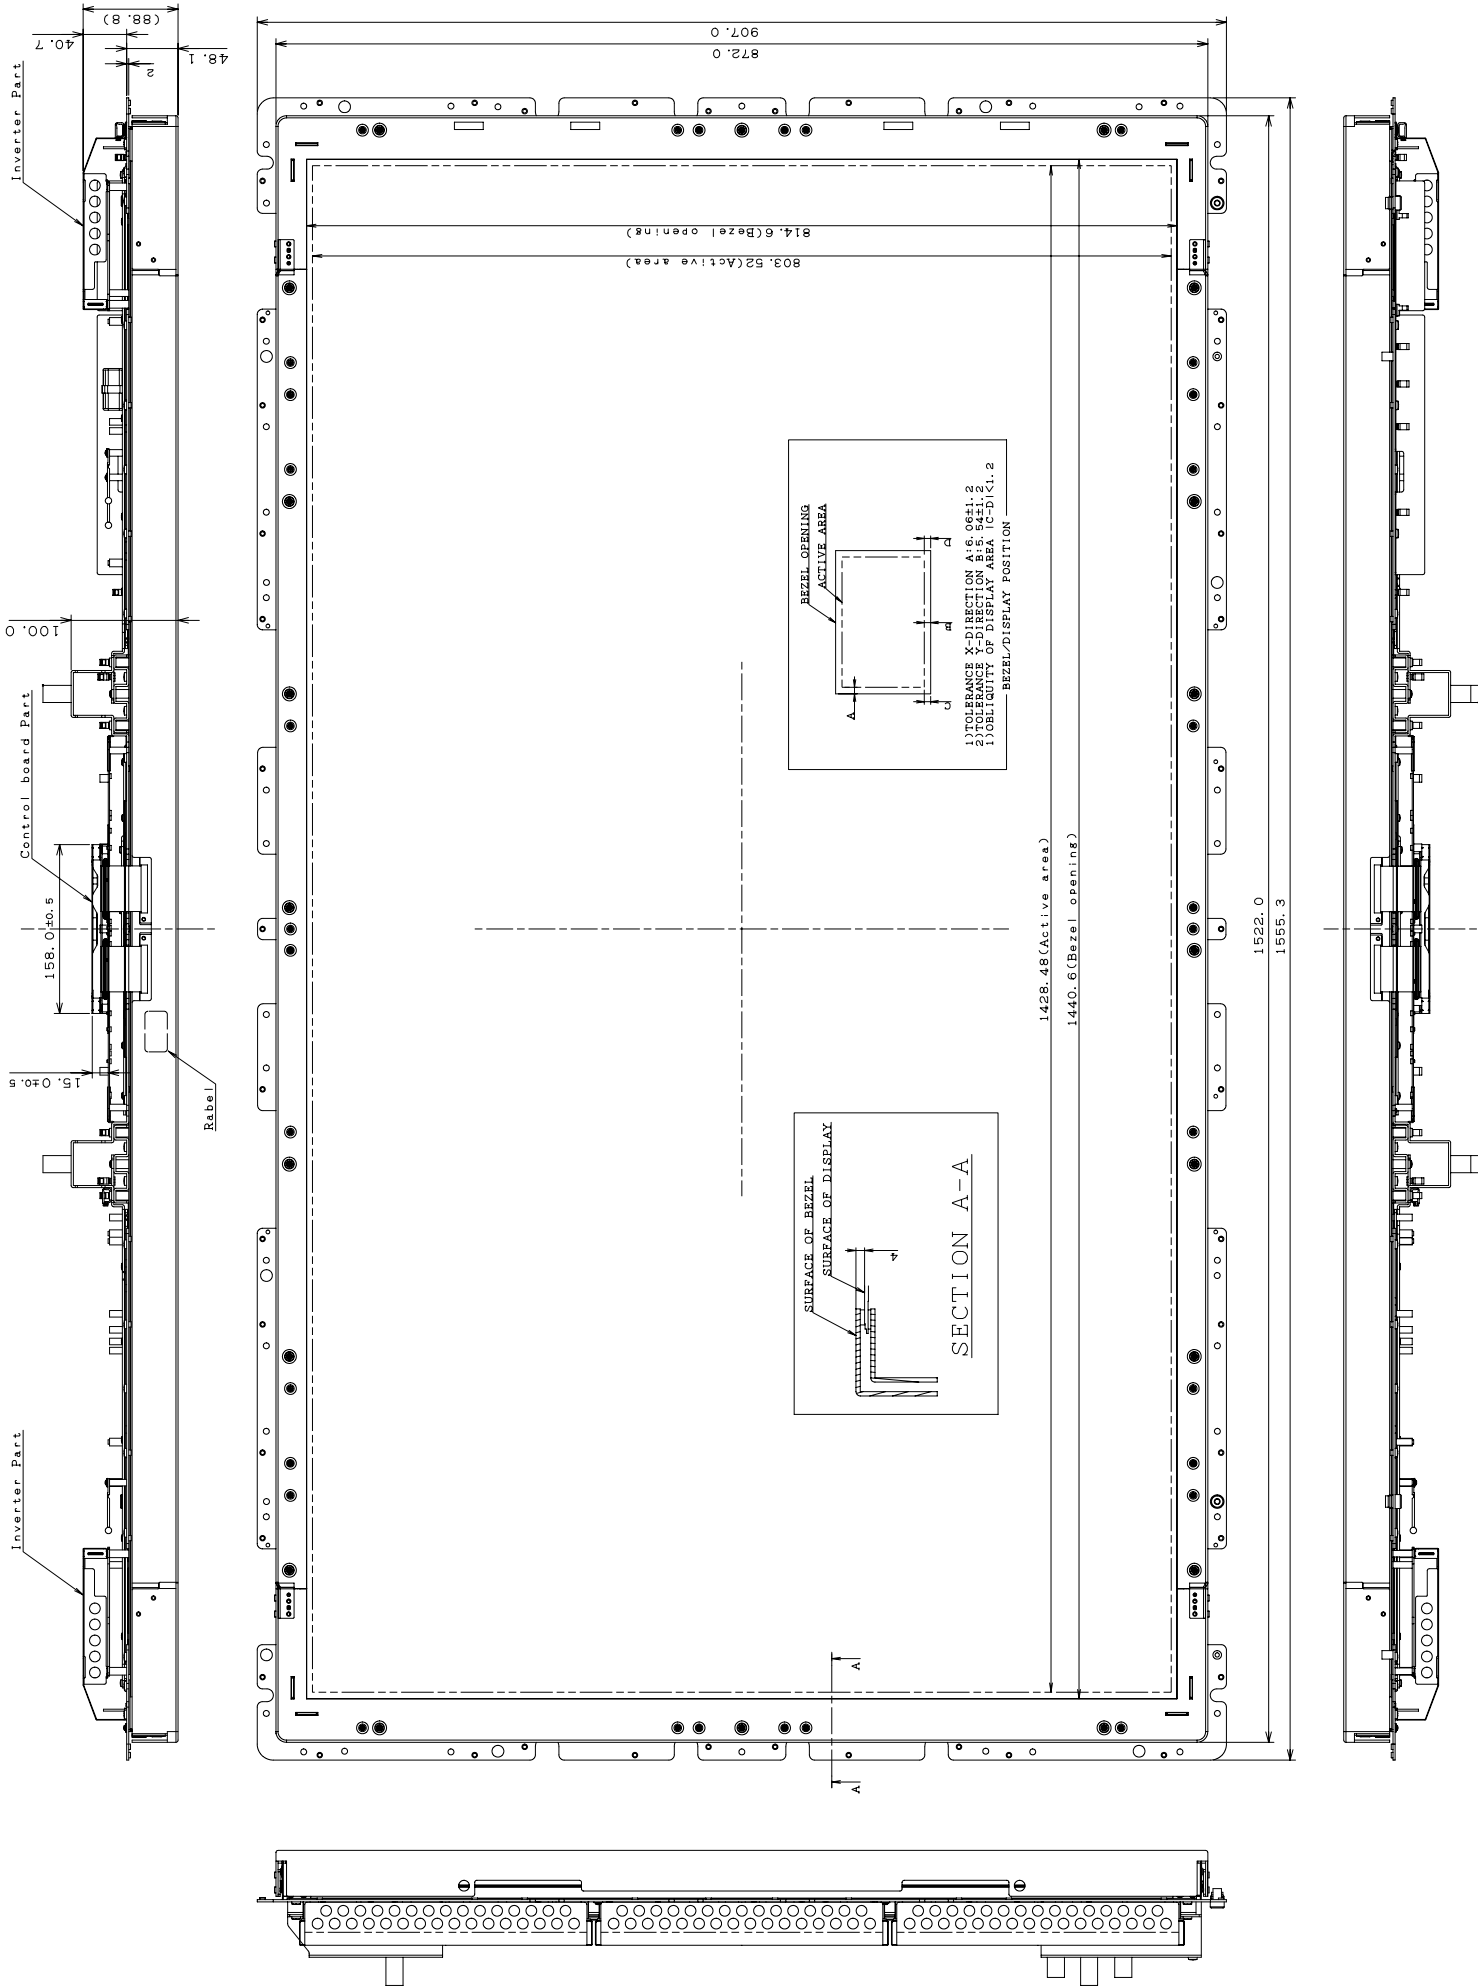 (88.8)
40.7
48.1
2
Inverter Part
907.0
872.0
814.6(Bezel opening)
803.52(Active area)
100.0
Control board Part
158.0±0.5
15.0±0.5
Rabel
Inverter Part
BEZEL OPENING
ACTIVE AREA
A
B
C
D
1)TOLERANCE X-DIRECTION A:6.06±1.2
2)TOLERANCE Y-DIRECTION B:5.54±1.2
1)OBLIQUITY OF DISPLAY AREA |C-D|<1.2
BEZEL/DISPLAY POSITION
1428.48(Active area)
1440.6(Bezel opening)
1522.0
1555.3
SURFACE OF BEZEL
SURFACE OF DISPLAY
4
SECTION A-A
A
A